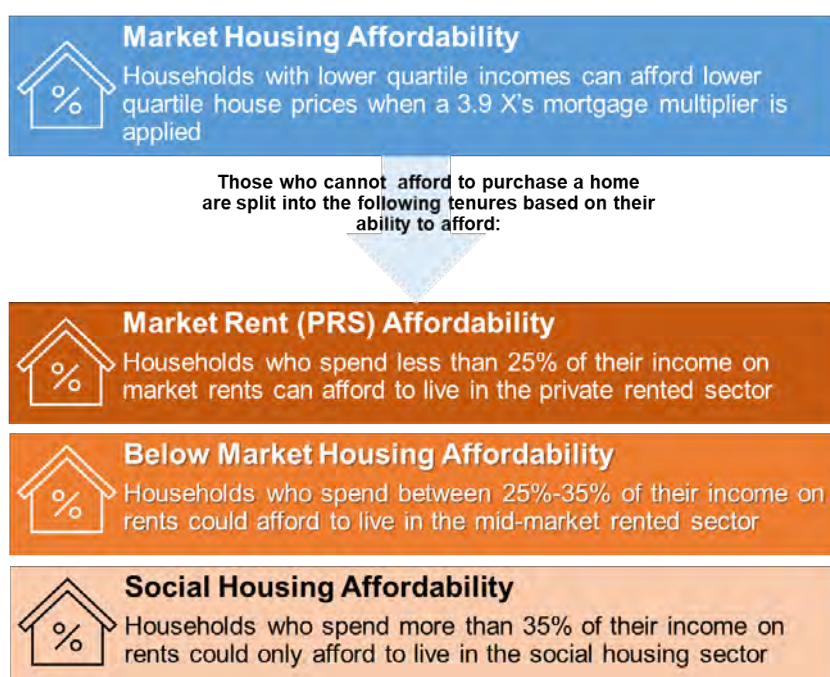 Market Housing Affordability
%
Households with lower quartile incomes can afford lower
quartile house prices when a 3.9 X's mortgage multiplier is
applied
Those who cannot afford to purchase a home
are split into the following tenures based on their
ability to afford:
Market Rent (PRS) Affordability
%
Households who spend less than 25% of their income on
market rents can afford to live in the private rented sector
Below Market Housing Affordability
%
Households who spend between 25%-35% of their income on
rents could afford to live in the mid-market rented sector
Social Housing Affordability
%
Households who spend more than 35% of their income on
rents could only afford to live in the social housing sector